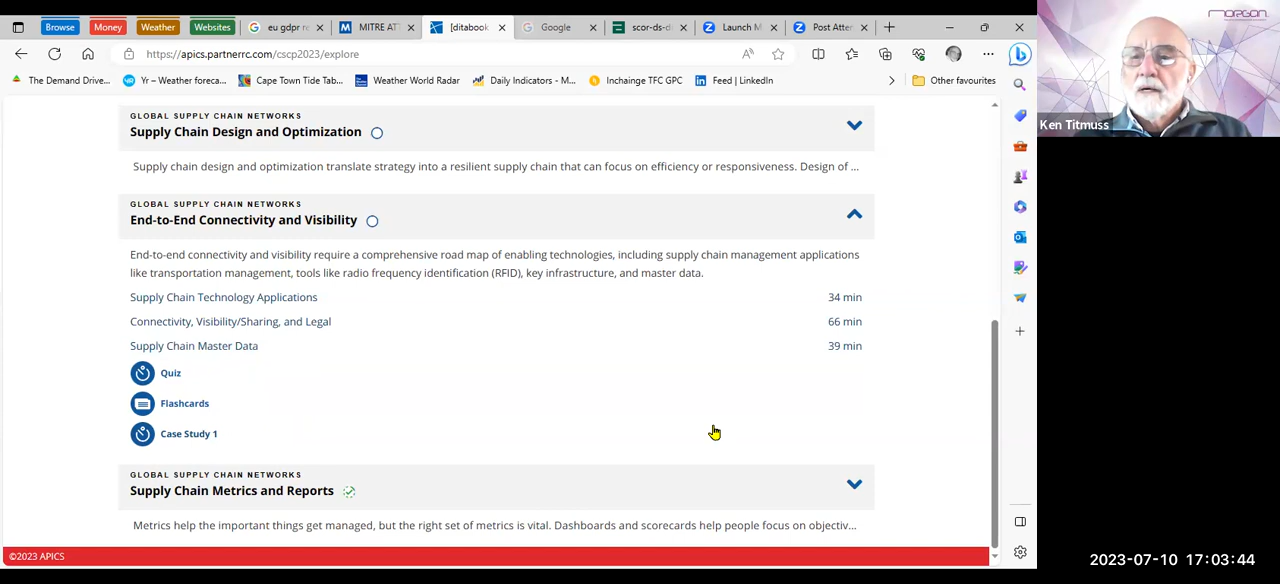 Browse
Money
Weather
Websites
eu gdpr r
MITRE AT
[ditabook
Google
scor-ds-d
Launch M
Post Atter
https://apics.partnerrc.com/cscp2023/explore
The Demand Drive...
Yr – Weather foreca...
Cape Town Tide Tab...
Weather World Radar
Daily Indicators - M...
Inchainge TFC GPC
Feed | LinkedIn
Other favourites
GLOBAL SUPPLY CHAIN NETWORKS
Supply Chain Design and Optimization
Supply chain design and optimization translate strategy into a resilient supply chain that can focus on efficiency or responsiveness. Design of ...
GLOBAL SUPPLY CHAIN NETWORKS
End-to-End Connectivity and Visibility
End-to-end connectivity and visibility require a comprehensive road map of enabling technologies, including supply chain management applications
like transportation management, tools like radio frequency identification (RFID), key infrastructure, and master data.
Supply Chain Technology Applications 34 min
Connectivity, Visibility/Sharing, and Legal 66 min
Supply Chain Master Data 39 min
Quiz
Flashcards
Case Study 1
GLOBAL SUPPLY CHAIN NETWORKS
Supply Chain Metrics and Reports
Metrics help the important things get managed, but the right set of metrics is vital. Dashboards and scorecards help people focus on objectiv...
©2023 APICS
Ken Titmuss
2023-07-10 17:03:44